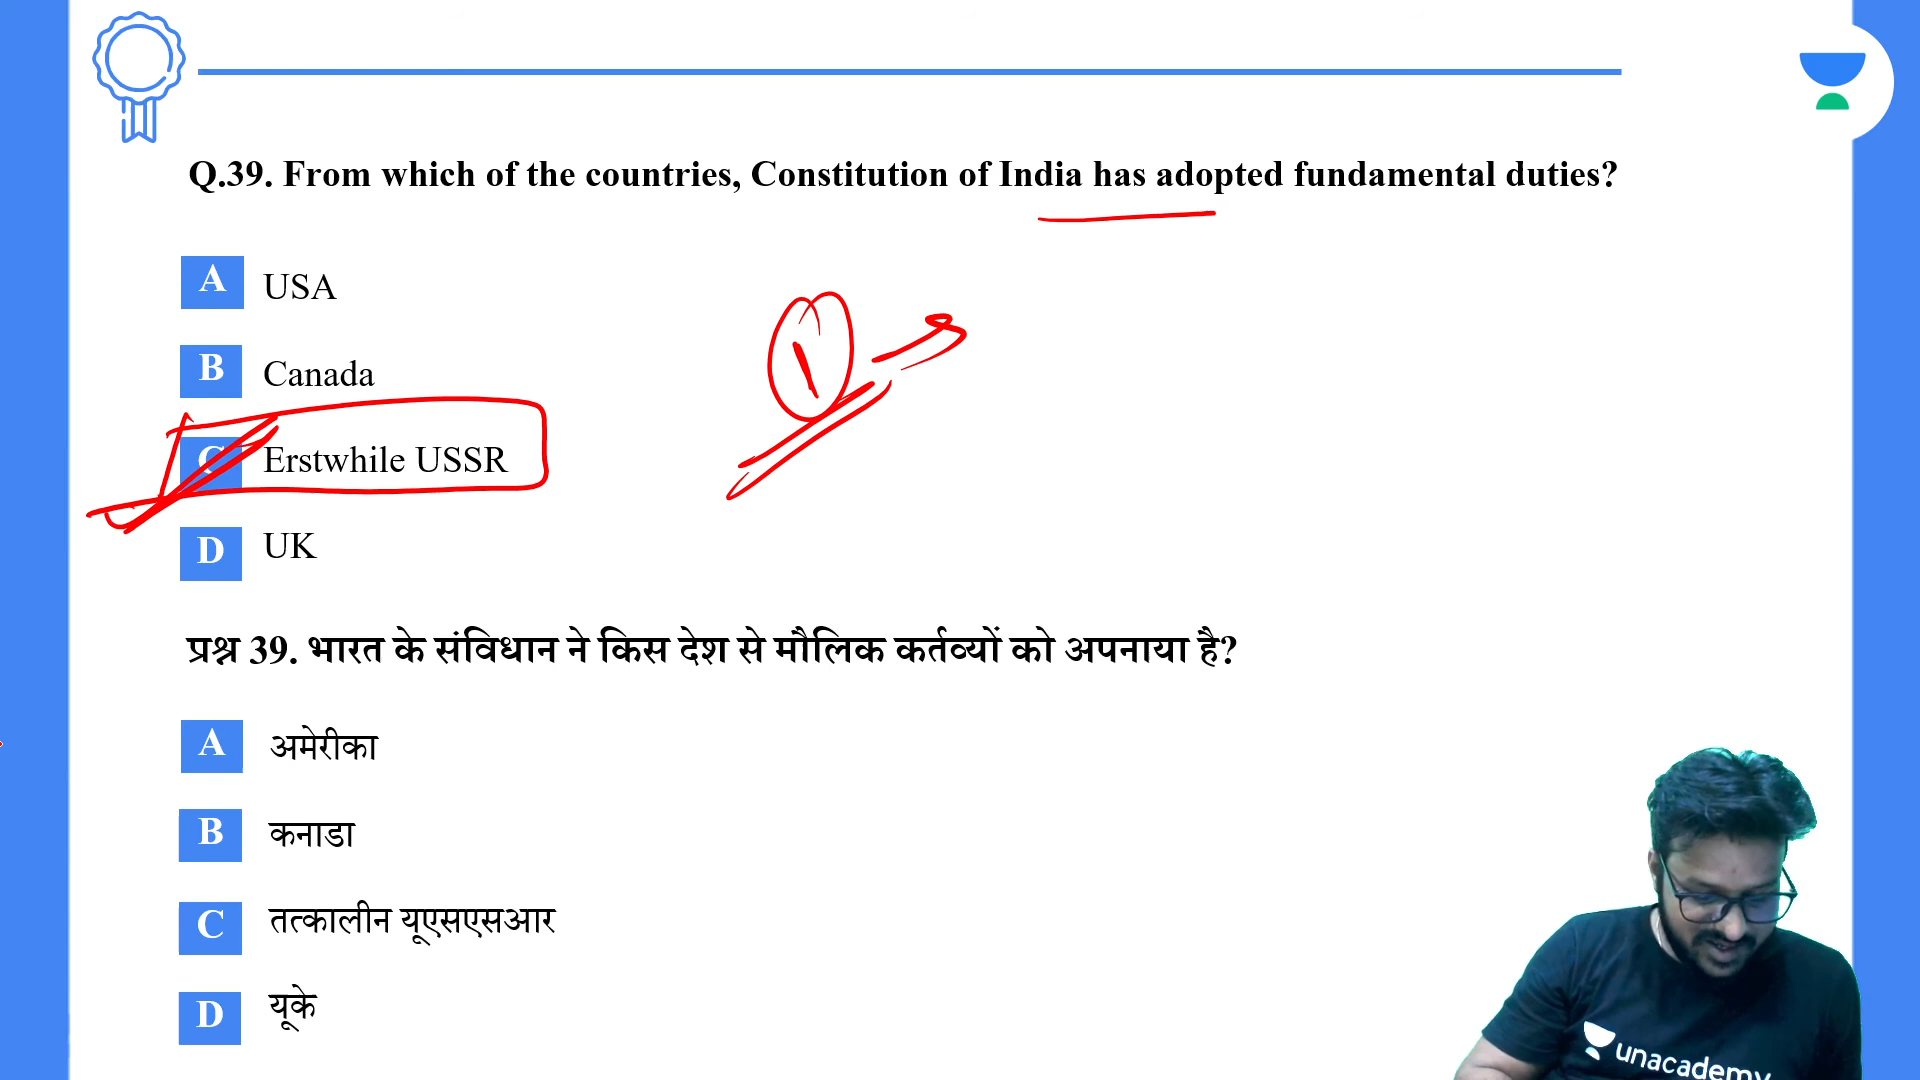 Q.39. From which of the countries, Constitution of India has adopted fundamental duties?
A USA
B Canada
C Erstwhile USSR
D UK
प्रश्न 39. भारत के संविधान ने किस देश से मौलिक कर्तव्यों को अपनाया है?
A अमेरीका
B कनाडा
C तत्कालीन यूएसएसआर
D यूके
unacademy